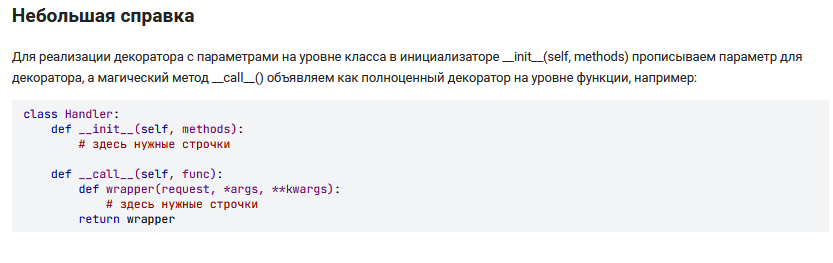 Небольшая справка
Для реализации декоратора с параметрами на уровне класса в инициализаторе __init__(self, methods) прописываем параметр для
декоратора, а магический метод __call__() объявляем как полноценный декоратор на уровне функции, например:
class Handler:
    def __init__(self, methods):
        # здесь нужные строчки
    def __call__(self, func):
        def wrapper(request, *args, **kwargs):
            # здесь нужные строчки
        return wrapper